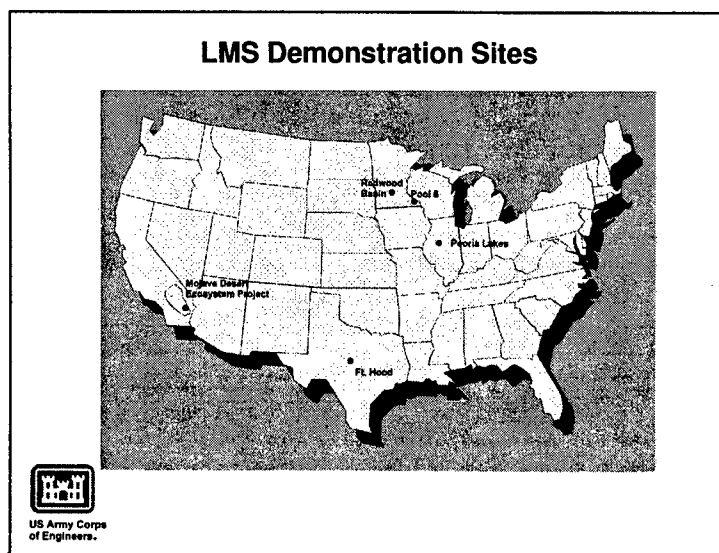 LMS Demonstration Sites
Redwood
Basin
Pool 8
Peoria Lakes
Mojave Desert
Ecosystem Project
Ft. Hood
US Army Corps
of Engineers®